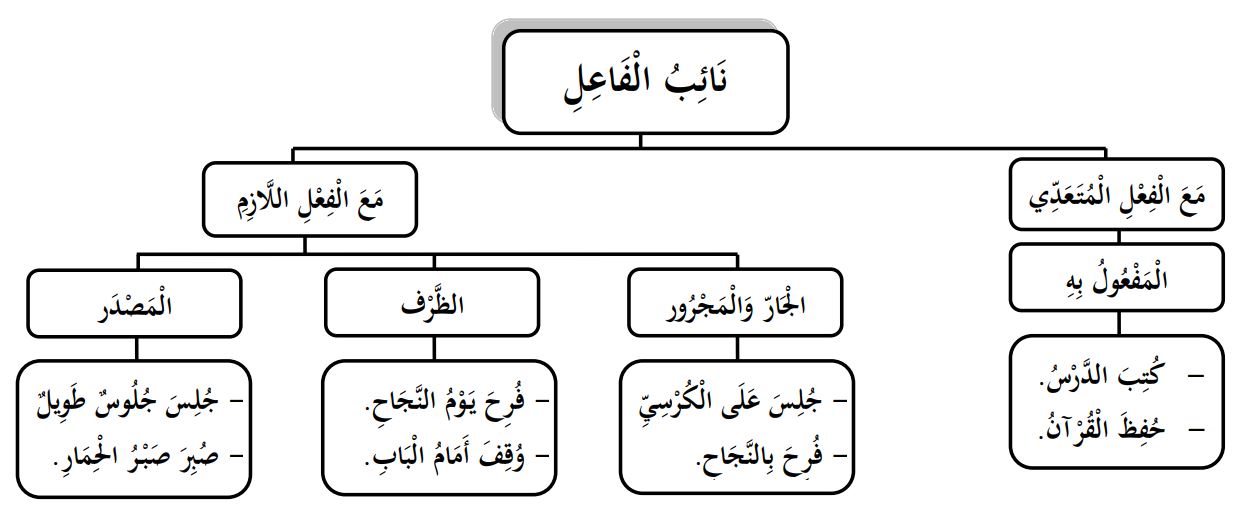 نَائِبُ الْفَاعِلِ
مَعَ الْفِعْلِ الْمُتَعَدِّي
مَعَ الْفِعْلِ اللَّازِمِ
الْمَفْعُولُ بِهِ
الْجَارّ وَالْمَجْرُور
الظَّرْف
الْمَصْدَر
– كُتِبَ الدَّرْسُ.
– حُفِظَ الْقُرْآنُ.
– جُلِسَ عَلَى الْكُرْسِيِّ
– فُرِحَ بِالنَّجَاحِ.
– فُرِحَ يَوْمُ النَّجَاحِ.
– وُقِفَ أَمَامُ الْبَابِ.
– جُلِسَ جُلُوسٌ طَوِيلٌ
– صُبِرَ صَبْرُ الْحِمَارِ.